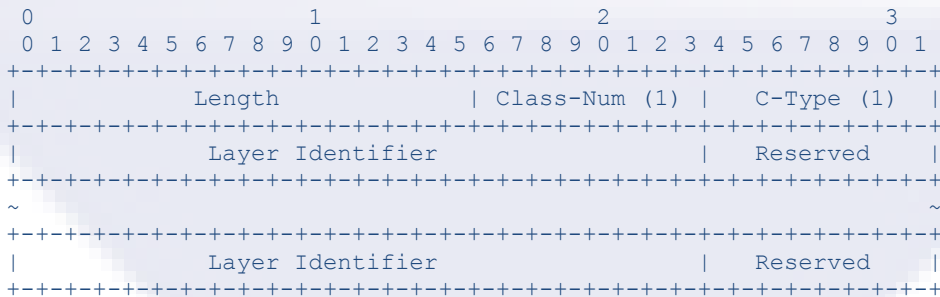 0                   1                   2                   3
 0 1 2 3 4 5 6 7 8 9 0 1 2 3 4 5 6 7 8 9 0 1 2 3 4 5 6 7 8 9 0 1
+-+-+-+-+-+-+-+-+-+-+-+-+-+-+-+-+-+-+-+-+-+-+-+-+-+-+-+-+-+-+-+-+
|            Length             | Class-Num (1) |   C-Type (1)  |
+-+-+-+-+-+-+-+-+-+-+-+-+-+-+-+-+-+-+-+-+-+-+-+-+-+-+-+-+-+-+-+-+
|             Layer Identifier                  |   Reserved    |
+-+-+-+-+-+-+-+-+-+-+-+-+-+-+-+-+-+-+-+-+-+-+-+-+-+-+-+-+-+-+-+-+
~                                                               ~
+-+-+-+-+-+-+-+-+-+-+-+-+-+-+-+-+-+-+-+-+-+-+-+-+-+-+-+-+-+-+-+-+
|             Layer Identifier                  |   Reserved    |
+-+-+-+-+-+-+-+-+-+-+-+-+-+-+-+-+-+-+-+-+-+-+-+-+-+-+-+-+-+-+-+-+